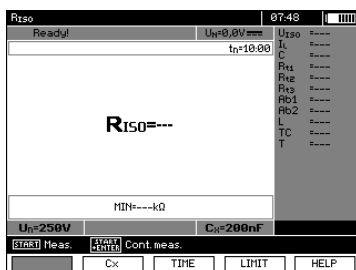 RISO 07:48
Ready! UN=0,0V
tn=10:00
RISO=---
MIN=---kΩ
Un=250V CX=200nF
UISO =---
IL =---
C =---
Rt1 =---
Rt2 =---
Rt3 =---
Ab1 =---
Ab2 =---
L =---
TC =---
T =---
START Meas. START +ENTER Cont.meas.
Cx TIME LIMIT HELP